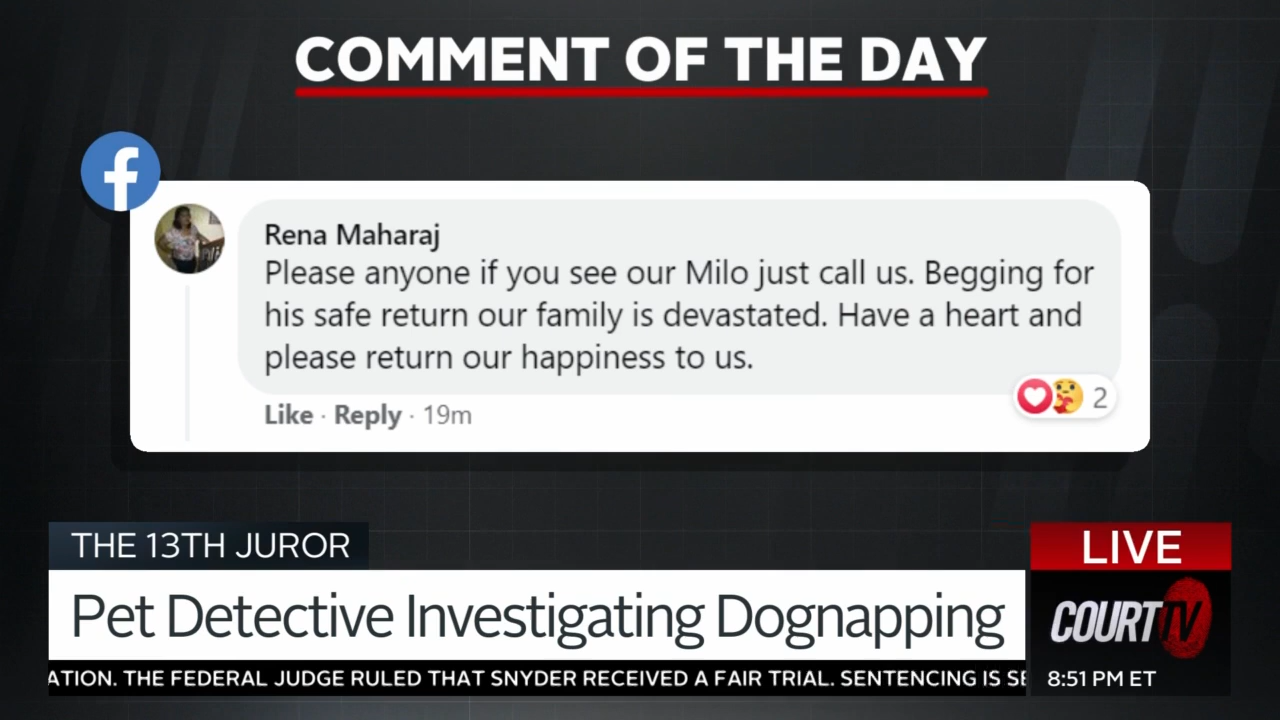 COMMENT OF THE DAY
f
Rena Maharaj
Please anyone if you see our Milo just call us. Begging for
his safe return our family is devastated. Have a heart and
please return our happiness to us.
Like · Reply · 19m
2
THE 13TH JUROR
LIVE
Pet Detective Investigating Dognapping
COURT TV
ATION. THE FEDERAL JUDGE RULED THAT SNYDER RECEIVED A FAIR TRIAL. SENTENCING IS SE
8:51 PM ET